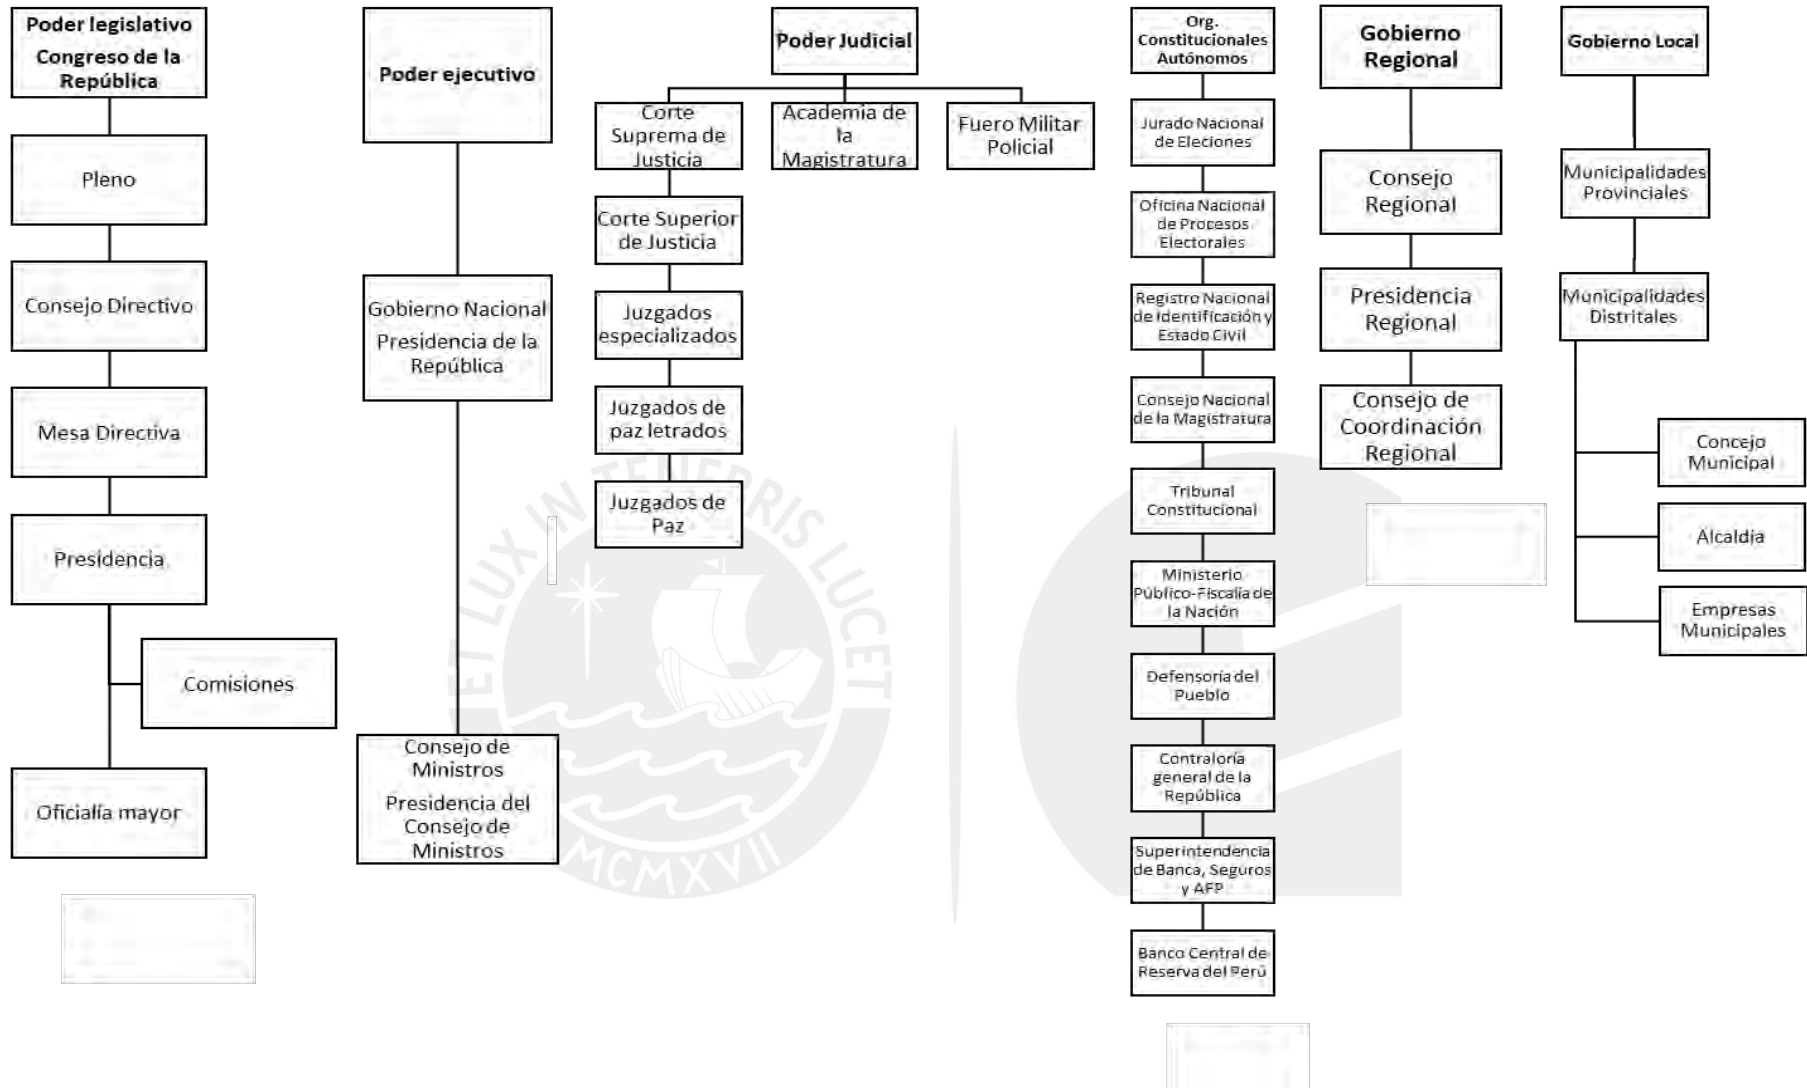 Poder legislativo
Congreso de la
República
Pleno
Consejo Directivo
Mesa Directiva
Presidencia
Comisiones
Oficialía mayor
Poder ejecutivo
Gobierno Nacional
Presidencia de la
República
Consejo de
Ministros
Presidencia del
Consejo de
Ministros
Poder Judicial
Corte
Suprema de
Justicia
Academia de
la
Magistratura
Fuero Militar
Policial
Corte Superior
de Justicia
Juzgados
especializados
Juzgados de
paz letrados
Juzgados de
Paz
Org.
Constitucionales
Autónomos
Jurado Nacional
de Eleciones
Oficina Nacional
de Procesos
Electorales
Registro Nacional
de Identificación y
Estado Civil
Consejo Nacional
de la Magistratura
Tribunal
Constitucional
Ministerio
Público-Fiscalía de
la Nación
Defensoría del
Pueblo
Contraloría
general de la
República
Superintendencia
de Banca, Seguros
y AFP
Banco Central de
Reserva del Perú
Gobierno
Regional
Consejo
Regional
Presidencia
Regional
Consejo de
Coordinación
Regional
Gobierno Local
Municipalidades
Provinciales
Municipalidades
Distritales
Concejo
Municipal
Alcaldía
Empresas
Municipales
ET LUX IN TENEBRIS LUCET
MCMXVII